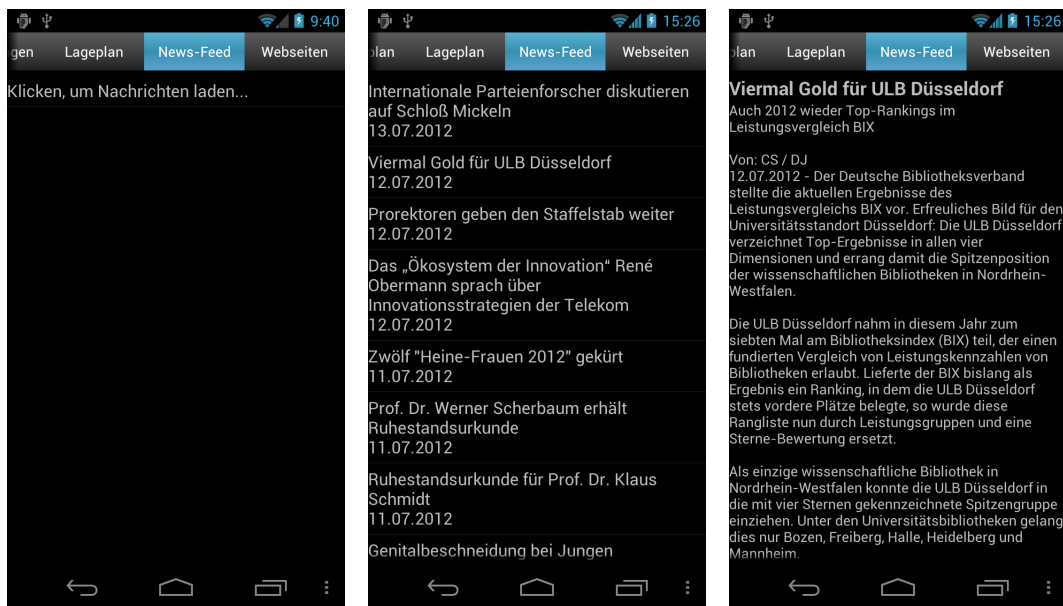 9:40
gen Lageplan News-Feed Webseiten
Klicken, um Nachrichten laden...
15:26
plan Lageplan News-Feed Webseiten
Internationale Parteienforscher diskutieren
auf Schloß Mickeln
13.07.2012
Viermal Gold für ULB Düsseldorf
12.07.2012
Prorektoren geben den Staffelstab weiter
12.07.2012
Das „Ökosystem der Innovation“ René
Obermann sprach über
Innovationsstrategien der Telekom
12.07.2012
Zwölf "Heine-Frauen 2012" gekürt
11.07.2012
Prof. Dr. Werner Scherbaum erhält
Ruhestandsurkunde
11.07.2012
Ruhestandsurkunde für Prof. Dr. Klaus
Schmidt
11.07.2012
Genitalbeschneidung bei Jungen
15:26
plan Lageplan News-Feed Webseiten
Viermal Gold für ULB Düsseldorf
Auch 2012 wieder Top-Rankings im
Leistungsvergleich BIX
Von: CS / DJ
12.07.2012 - Der Deutsche Bibliotheksverband
stellte die aktuellen Ergebnisse des
Leistungsvergleichs BIX vor. Erfreuliches Bild für den
Universitätsstandort Düsseldorf: Die ULB Düsseldorf
verzeichnet Top-Ergebnisse in allen vier
Dimensionen und errang damit die Spitzenposition
der wissenschaftlichen Bibliotheken in Nordrhein-
Westfalen.
Die ULB Düsseldorf nahm in diesem Jahr zum
siebten Mal am Bibliotheksindex (BIX) teil, der einen
fundierten Vergleich von Leistungskennzahlen von
Bibliotheken erlaubt. Lieferte der BIX bislang als
Ergebnis ein Ranking, in dem die ULB Düsseldorf
stets vordere Plätze belegte, so wurde diese
Rangliste nun durch Leistungsgruppen und eine
Sterne-Bewertung ersetzt.
Als einzige wissenschaftliche Bibliothek in
Nordrhein-Westfalen konnte die ULB Düsseldorf in
die mit vier Sternen gekennzeichnete Spitzengruppe
einziehen. Unter den Universitätsbibliotheken gelang
dies nur Bozen, Freiberg, Halle, Heidelberg und
Mannheim.